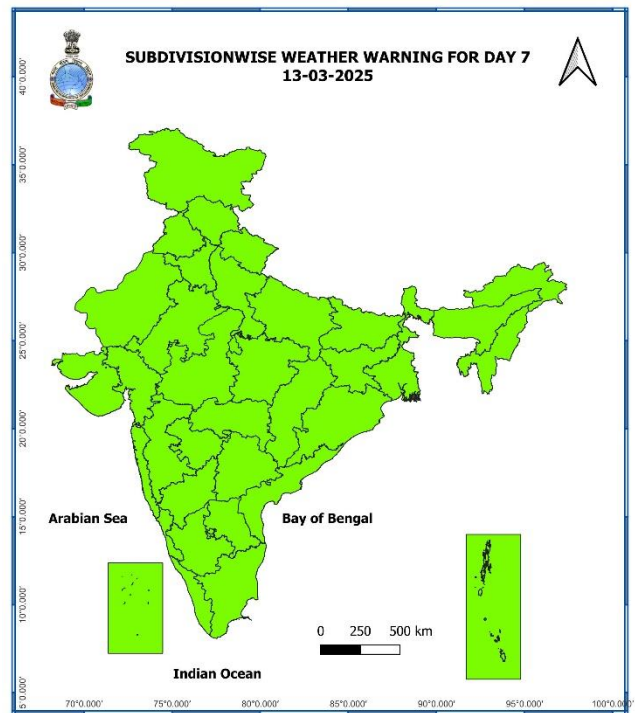 SUBDIVISIONWISE WEATHER WARNING FOR DAY 7
13-03-2025
40°0.000'
35°0.000'
30°0.000'
25°0.000'
20°0.000'
15°0.000'
10°0.000'
5°0.000'
Arabian Sea
Bay of Bengal
0 250 500 km
Indian Ocean
70°0.000' 75°0.000' 80°0.000' 85°0.000' 90°0.000' 95°0.000' 100°0.000'